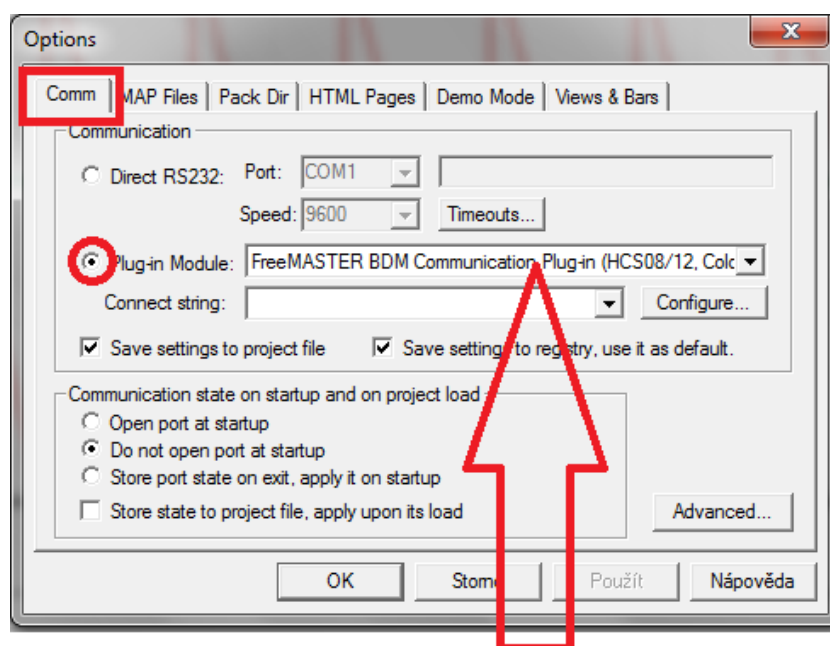 Options
Comm MAP Files Pack Dir HTML Pages Demo Mode Views & Bars
Communication
Direct RS232: Port: COM1
Speed: 9600 Timeouts...
Plug-in Module: FreeMASTER BDM Communication Plug-in (HCS08/12, Colc
Connect string: Configure...
Save settings to project file Save settings to registry, use it as default.
Communication state on startup and on project load
Open port at startup
Do not open port at startup
Store port state on exit, apply it on startup
Store state to project file, apply upon its load Advanced...
OK Storno Použít Nápověda